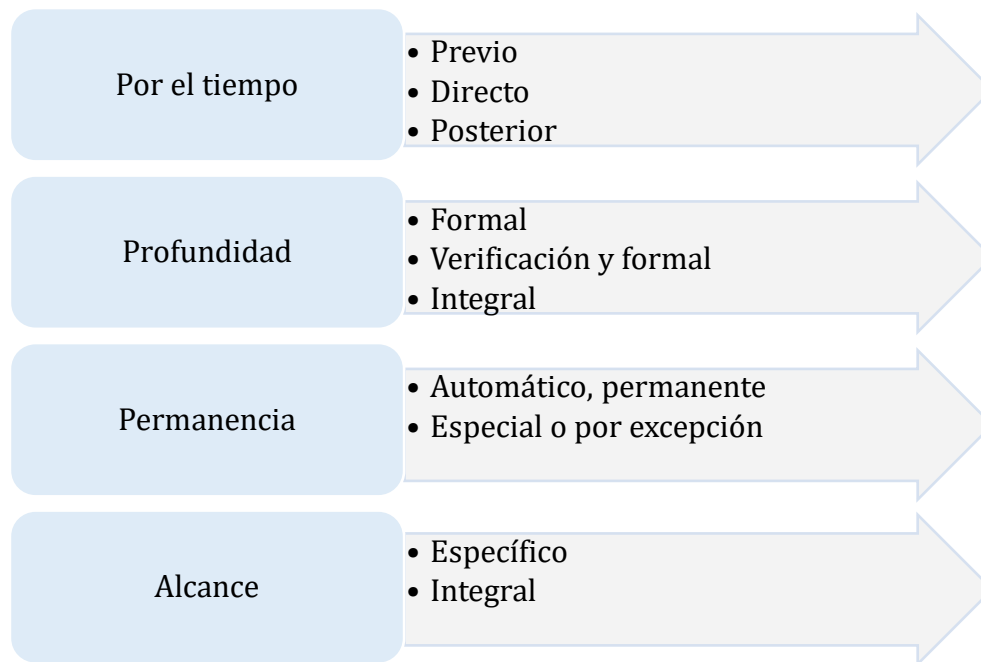 Por el tiempo
• Previo
• Directo
• Posterior
Profundidad
• Formal
• Verificación y formal
• Integral
Permanencia
• Automático, permanente
• Especial o por excepción
Alcance
• Específico
• Integral